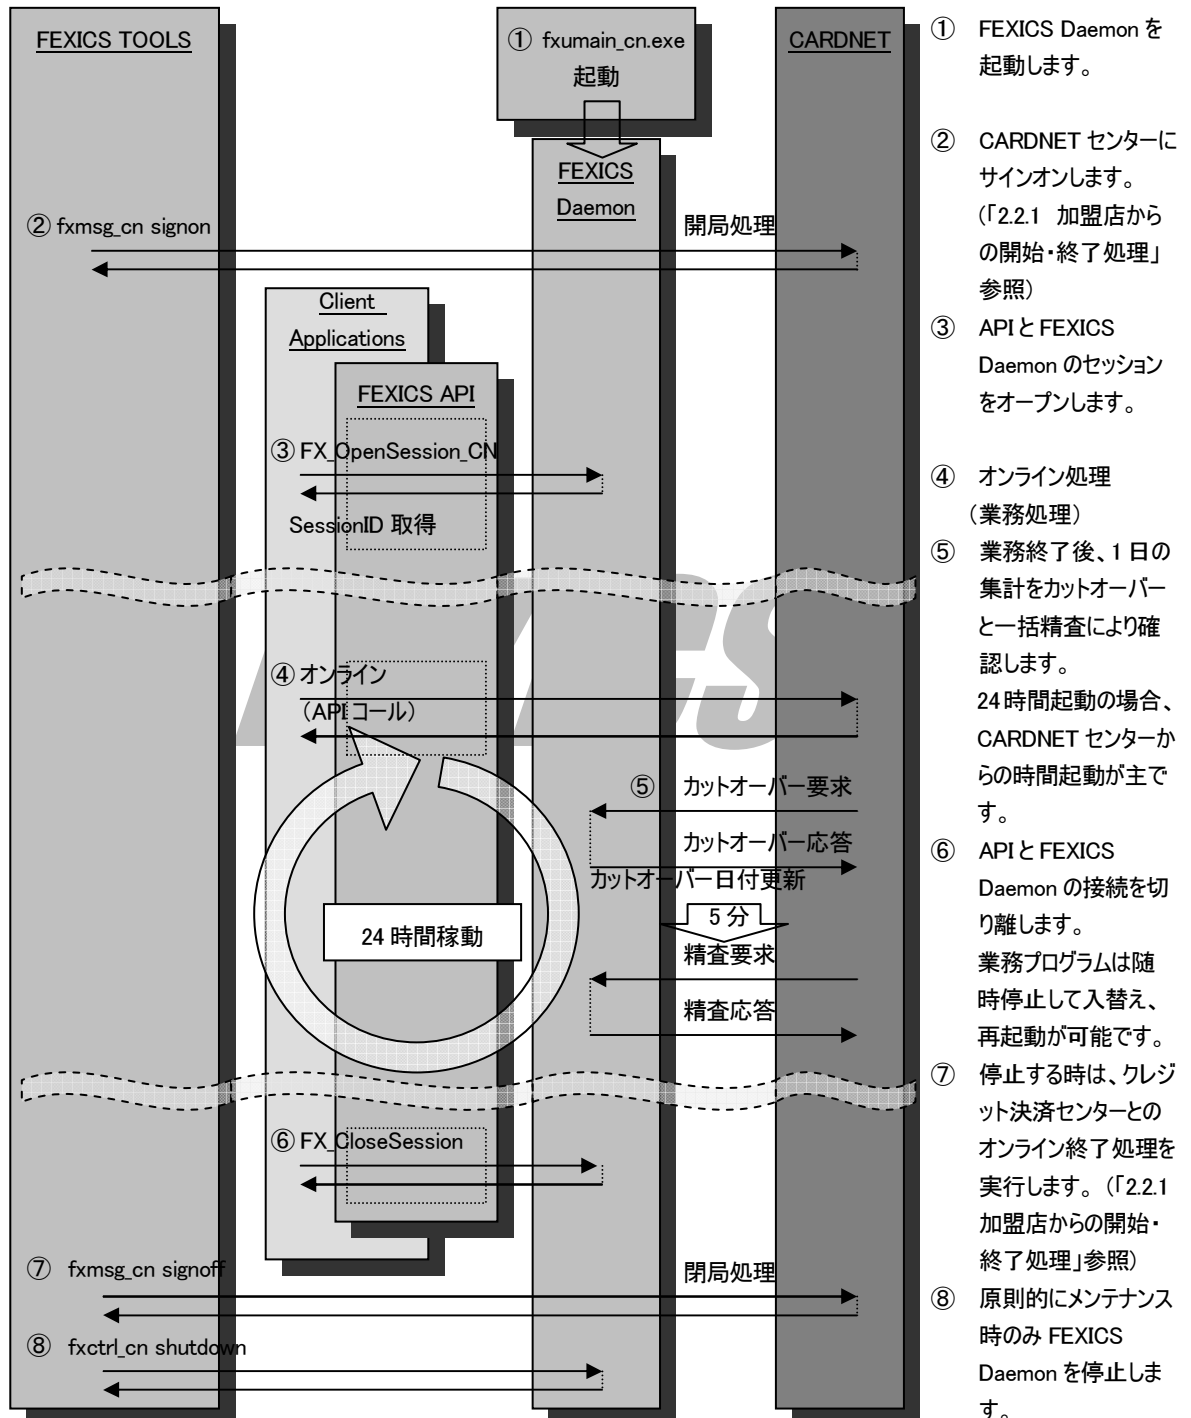 FEXICS TOOLS
① fxumain_cn.exe
起動
CARDNET
FEXICS
Daemon
② fxmsg_cn signon
開局処理
Client
Applications
FEXICS API
③ FX_OpenSession_CN
SessionID 取得
④ オンライン
（API コール）
⑤ カットオーバー要求
カットオーバー応答
カットオーバー日付更新
5 分
精査要求
精査応答
24 時間稼動
⑥ FX_CloseSession
⑦ fxmsg_cn signoff
閉局処理
⑧ fxctrl_cn shutdown
① FEXICS Daemon を
起動します。
② CARDNET センターに
サインオンします。
(「2.2.1 加盟店から
の開始・終了処理」
参照)
③ API と FEXICS
Daemon のセッション
をオープンします。
④ オンライン処理
（業務処理）
⑤ 業務終了後、1 日の
集計をカットオーバー
と一括精査により確
認します。
24 時間起動の場合、
CARDNET センターか
らの時間起動が主で
す。
⑥ API と FEXICS
Daemon の接続を切
り離します。
業務プログラムは随
時停止して入替え、
再起動が可能です。
⑦ 停止する時は、クレジ
ット決済センターとの
オンライン終了処理を
実行します。(「2.2.1
加盟店からの開始・
終了処理」参照)
⑧ 原則的にメンテナンス
時のみ FEXICS
Daemon を停止しま
す。